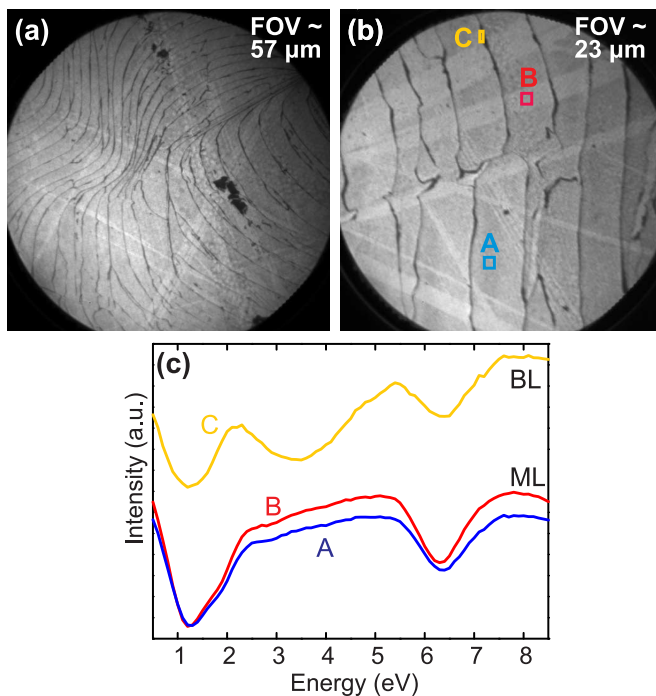 (a)
FOV ~
57 µm
(b)
FOV ~
23 µm
C
B
A
(c)
BL
C
ML
B
A
Intensity (a.u.)
1 2 3 4 5 6 7 8
Energy (eV)